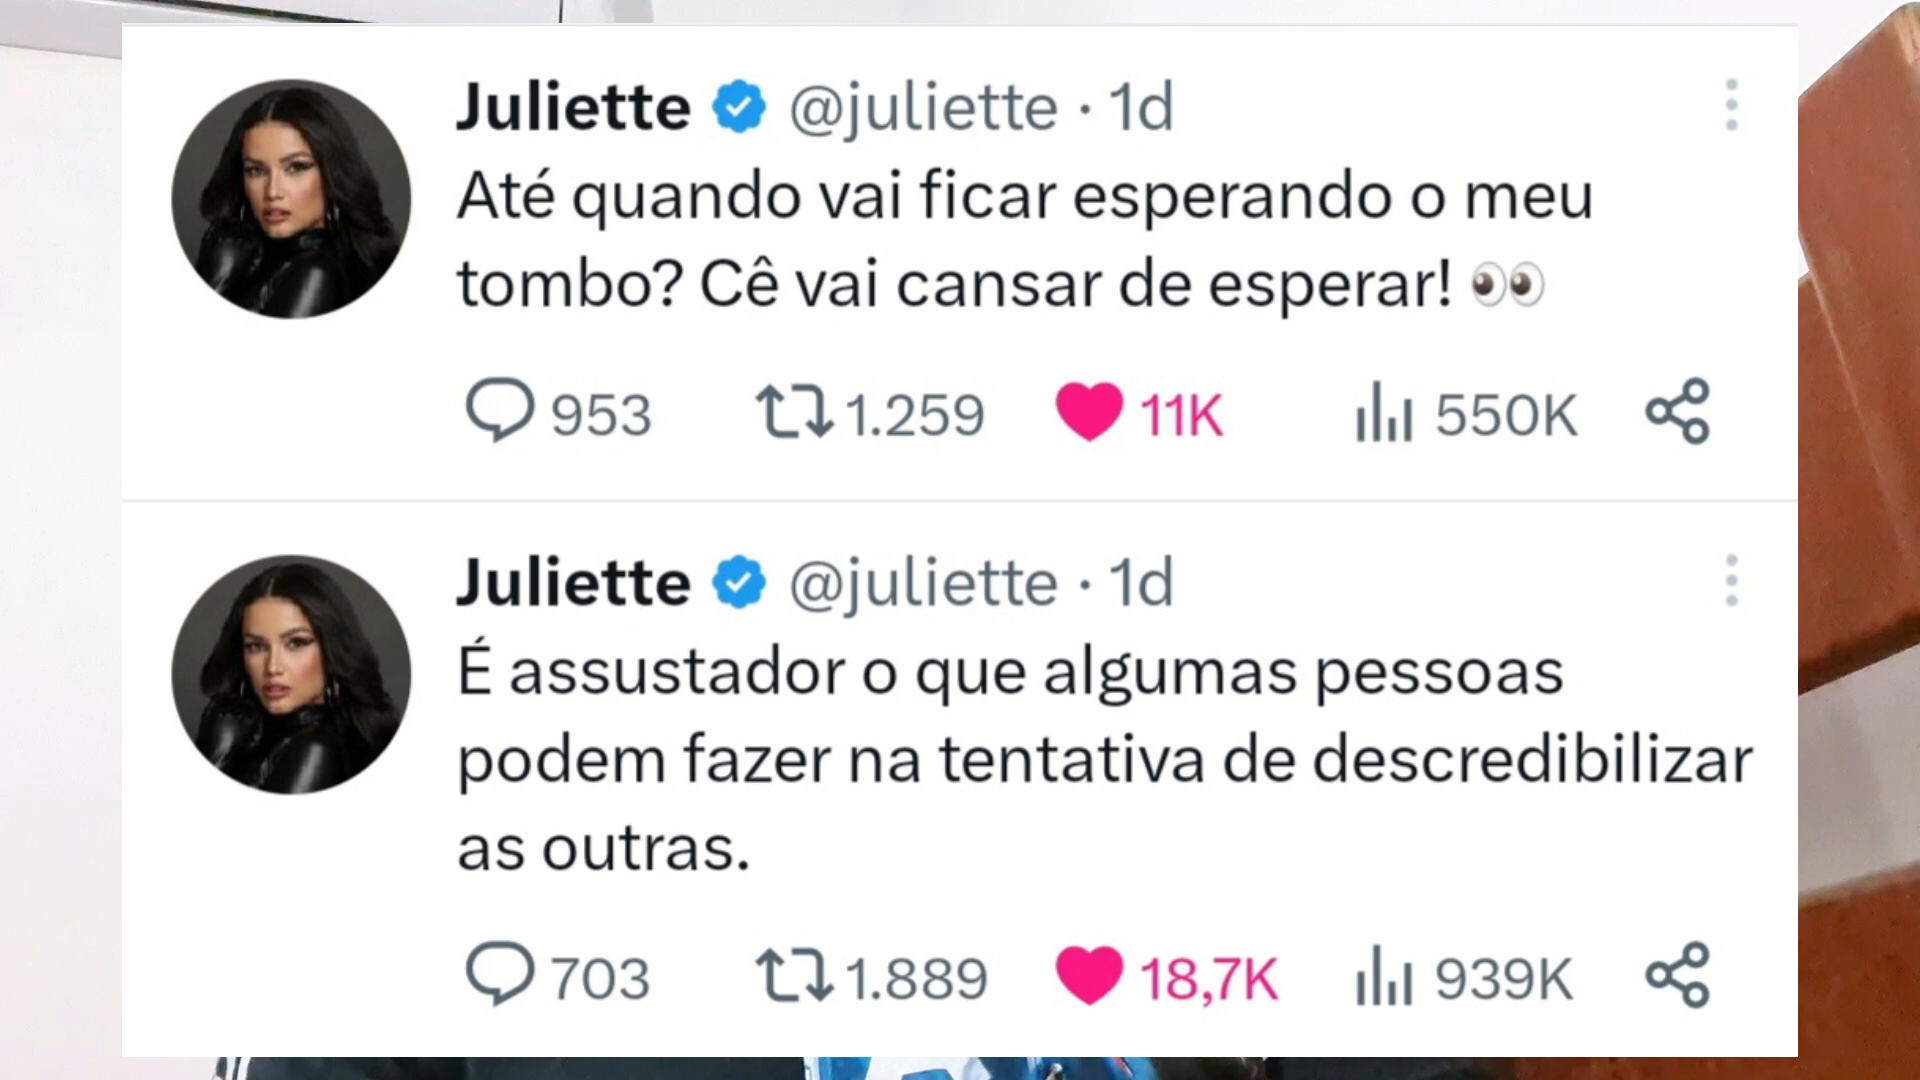 Juliette @juliette · 1d
Até quando vai ficar esperando o meu
tombo? Cê vai cansar de esperar! 👀
953 1.259 11K 550K
Juliette @juliette · 1d
É assustador o que algumas pessoas
podem fazer na tentativa de descredibilizar
as outras.
703 1.889 18,7K 939K